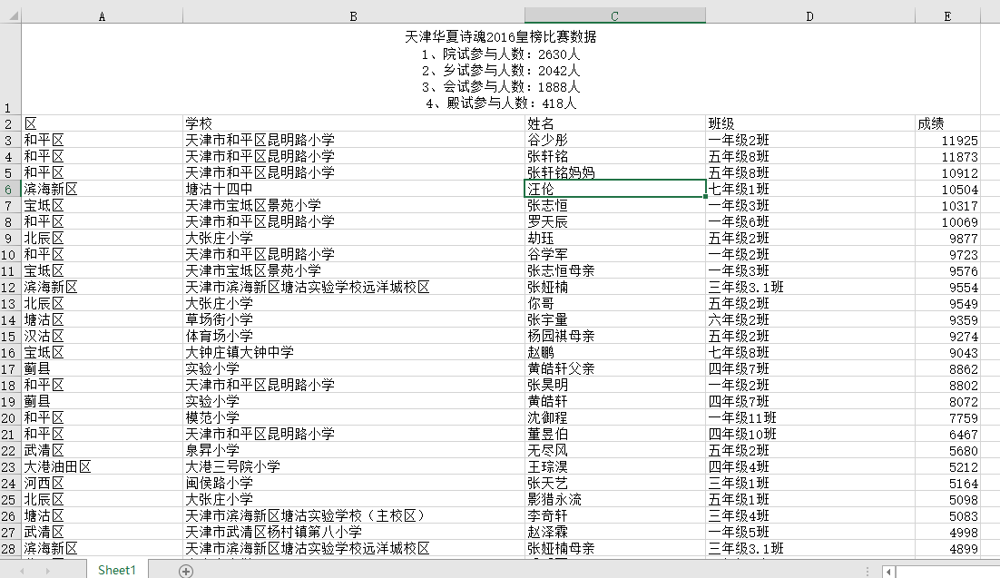 A B C D E
天津华夏诗魂2016皇榜比赛数据
1、院试参与人数：2630人
2、乡试参与人数：2042人
3、会试参与人数：1888人
4、殿试参与人数：418人
1
2 区 学校 姓名 班级 成绩
3 和平区 天津市和平区昆明路小学 谷少彤 一年级2班 11925
4 和平区 天津市和平区昆明路小学 张轩铭 五年级8班 11873
5 和平区 天津市和平区昆明路小学 张轩铭妈妈 五年级8班 10912
6 滨海新区 塘沽十四中 汪伦 七年级1班 10504
7 宝坻区 天津市宝坻区景苑小学 张志恒 一年级3班 10317
8 和平区 天津市和平区昆明路小学 罗天辰 一年级6班 10069
9 北辰区 大张庄小学 劫珏 五年级2班 9877
10 和平区 天津市和平区昆明路小学 谷学军 一年级2班 9723
11 宝坻区 天津市宝坻区景苑小学 张志恒母亲 一年级3班 9576
12 滨海新区 天津市滨海新区塘沽实验学校远洋城校区 张娅楠 三年级3.1班 9554
13 北辰区 大张庄小学 你哥 五年级2班 9549
14 塘沽区 草场街小学 张宇量 六年级2班 9359
15 汉沽区 体育场小学 杨园祺母亲 五年级2班 9274
16 宝坻区 大钟庄镇大钟中学 赵鹏 七年级8班 9043
17 蓟县 实验小学 黄皓轩父亲 四年级7班 8862
18 和平区 天津市和平区昆明路小学 张昊明 一年级2班 8802
19 蓟县 实验小学 黄皓轩 四年级7班 8072
20 和平区 模范小学 沈御程 一年级11班 7759
21 和平区 天津市和平区昆明路小学 董昱伯 四年级10班 6467
22 武清区 泉昇小学 无尽风 五年级2班 5680
23 大港油田区 大港三号院小学 王琮淏 四年级4班 5212
24 河西区 闽侯路小学 张天艺 三年级1班 5164
25 北辰区 大张庄小学 影猎永流 五年级1班 5098
26 塘沽区 天津市滨海新区塘沽实验学校（主校区） 李奇轩 三年级4班 5083
27 武清区 天津市武清区杨村镇第八小学 赵泽霖 一年级5班 4998
28 滨海新区 天津市滨海新区塘沽实验学校远洋城校区 张娅楠母亲 三年级3.1班 4899
Sheet1